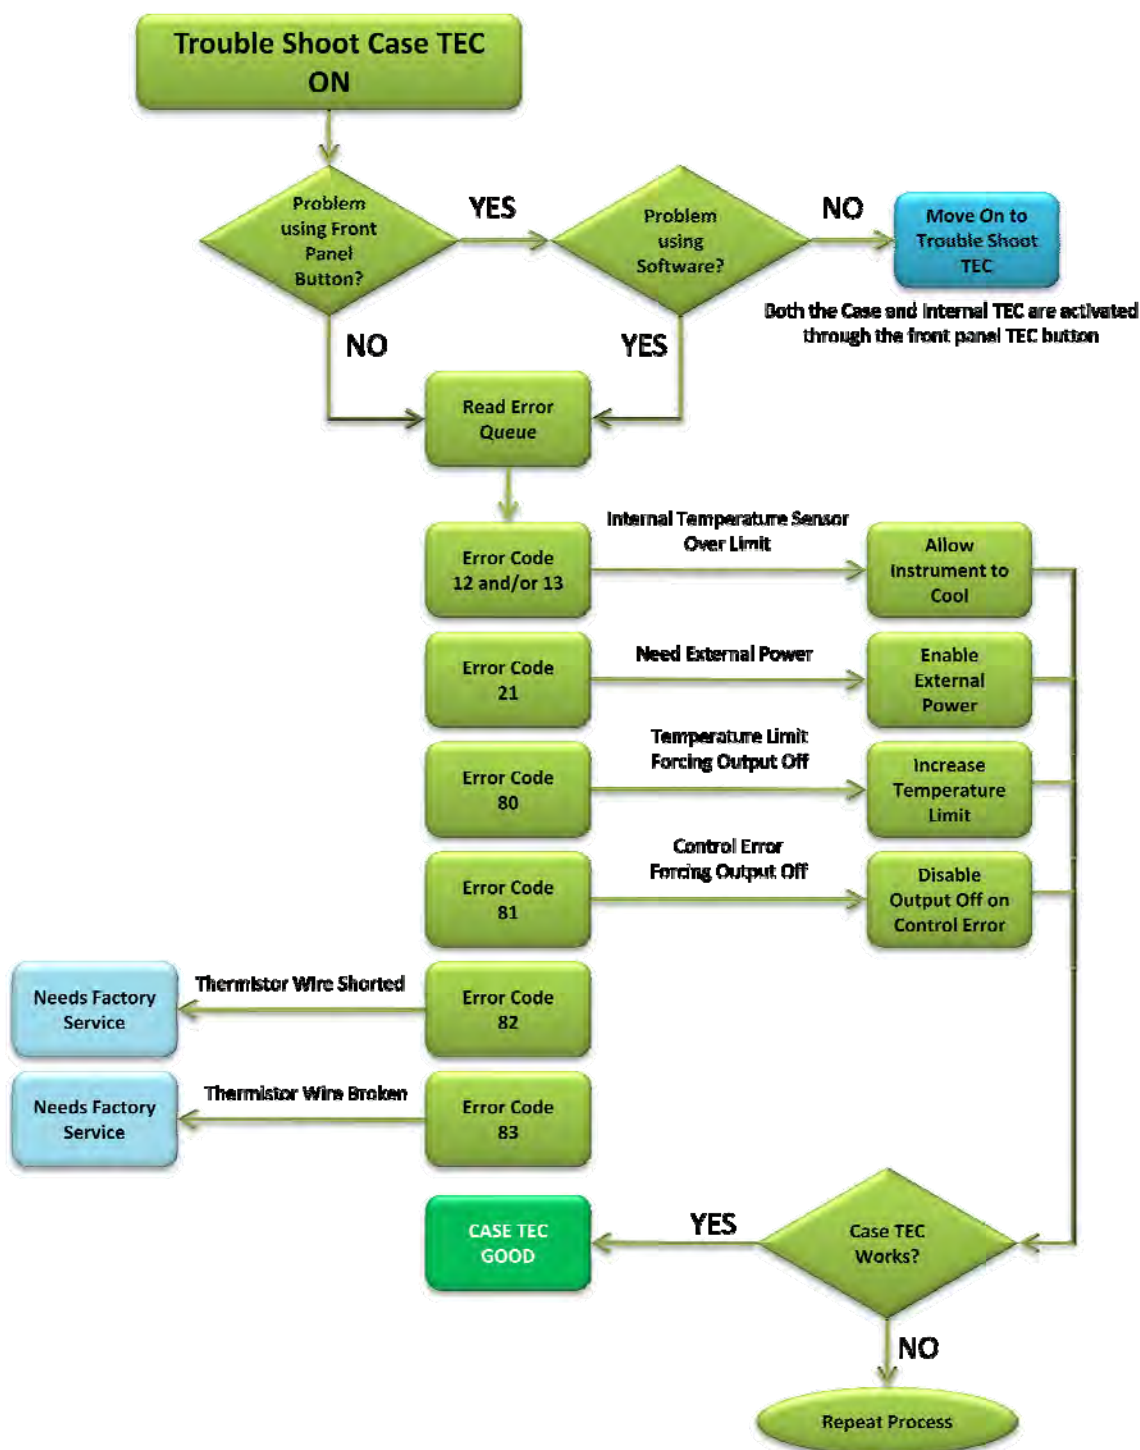 Trouble Shoot Case TEC
ON
Problem
using Front
Panel
Button?
YES
Problem
using
Software?
NO
Move On to
Trouble Shoot
TEC
Both the Case and Internal TEC are activated
through the front panel TEC button
NO
YES
Read Error
Queue
Error Code
12 and/or 13
Internal Temperature Sensor
Over Limit
Allow
Instrument to
Cool
Error Code
21
Need External Power
Enable
External
Power
Error Code
80
Temperature Limit
Forcing Output Off
Increase
Temperature
Limit
Error Code
81
Control Error
Forcing Output Off
Disable
Output Off on
Control Error
Needs Factory
Service
Thermistor Wire Shorted
Error Code
82
Needs Factory
Service
Thermistor Wire Broken
Error Code
83
CASE TEC
GOOD
YES
Case TEC
Works?
NO
Repeat Process